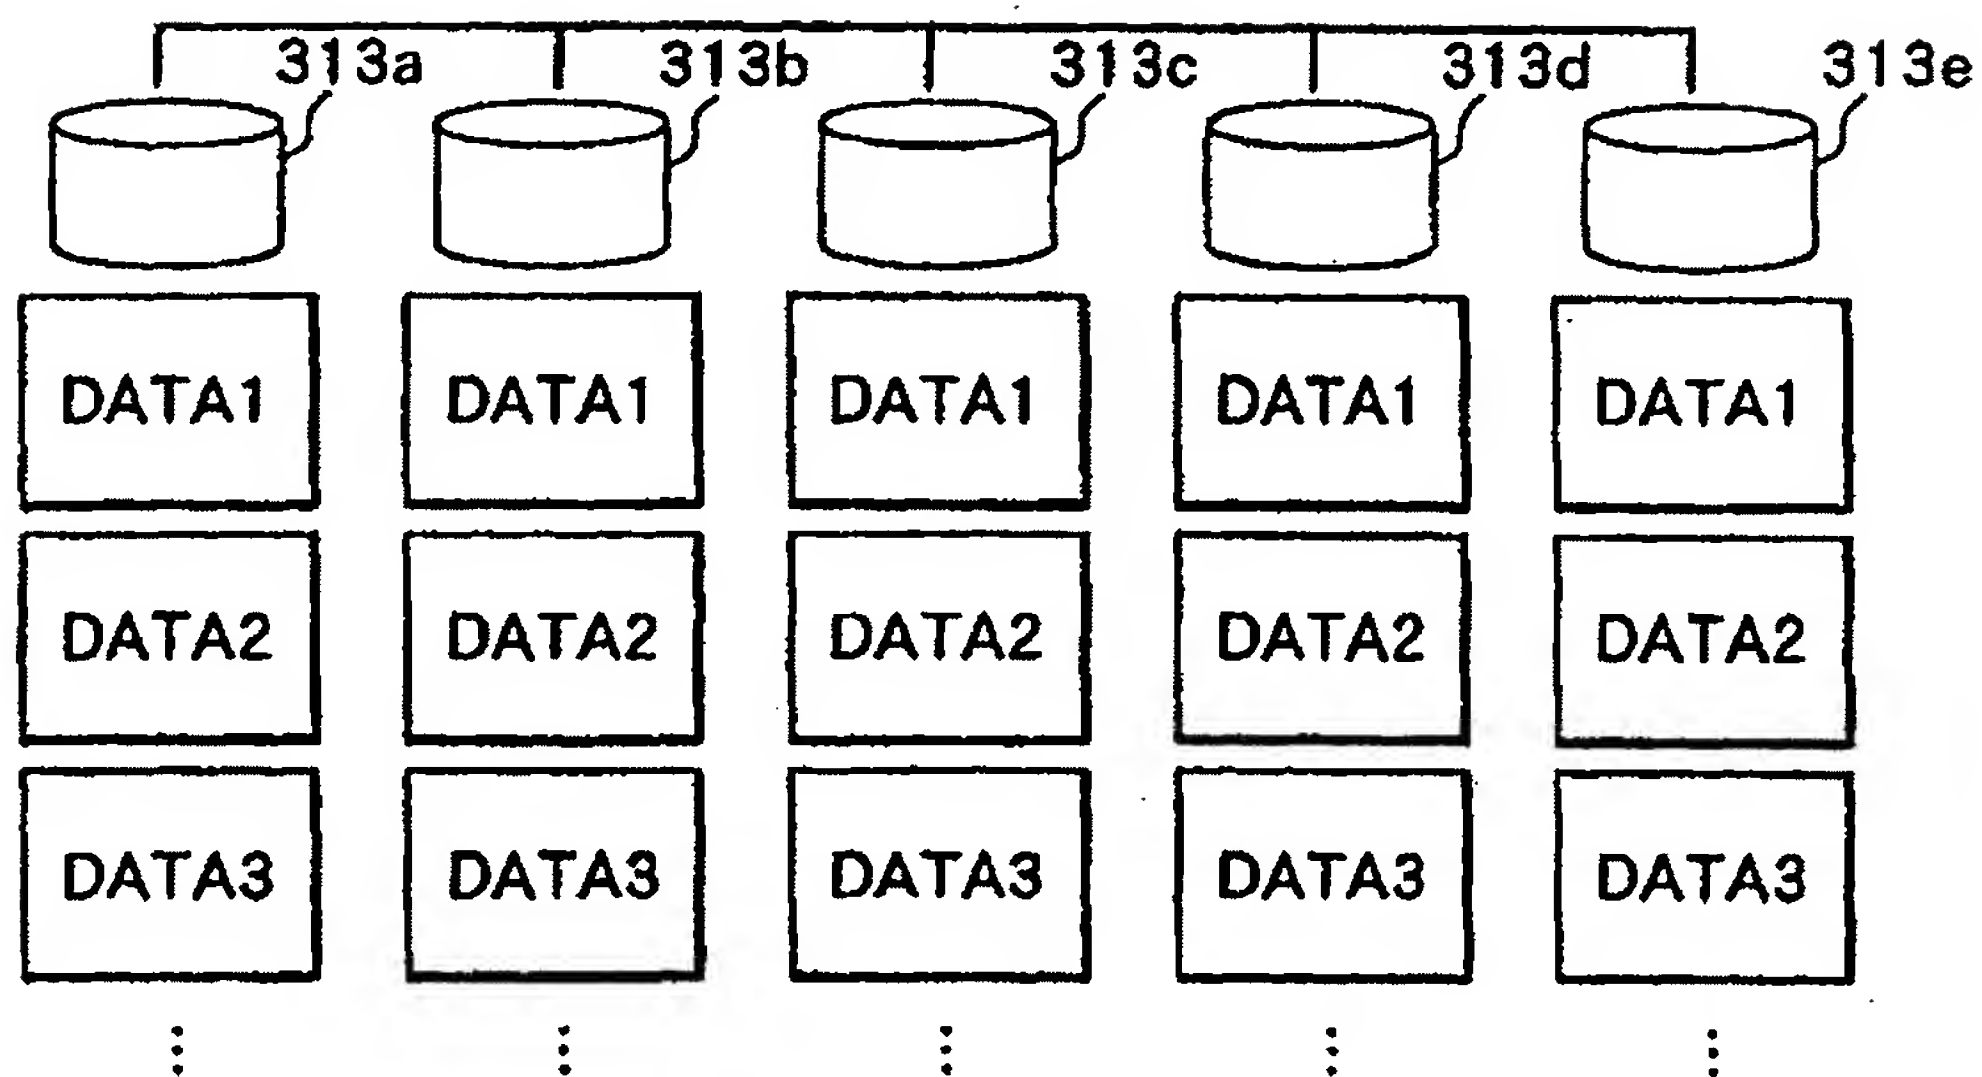 313a 313b 313c 313d 313e
DATA1 DATA1 DATA1 DATA1 DATA1
DATA2 DATA2 DATA2 DATA2 DATA2
DATA3 DATA3 DATA3 DATA3 DATA3
⋮ ⋮ ⋮ ⋮ ⋮